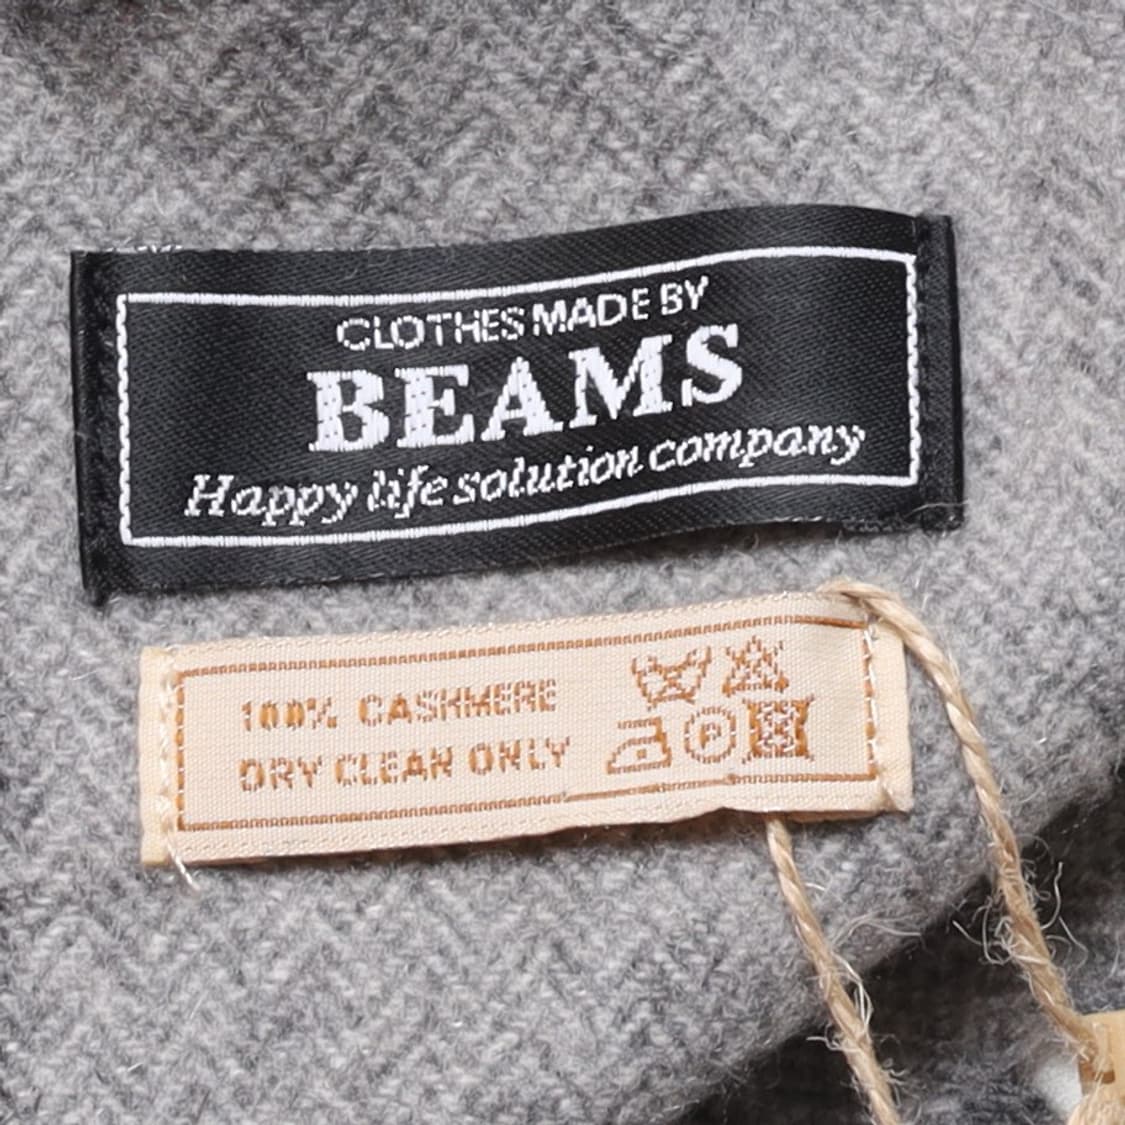 CLOTHES MADE BY
BEAMS
Happy life solution company
100% CASHMERE
DRY CLEAN ONLY
P